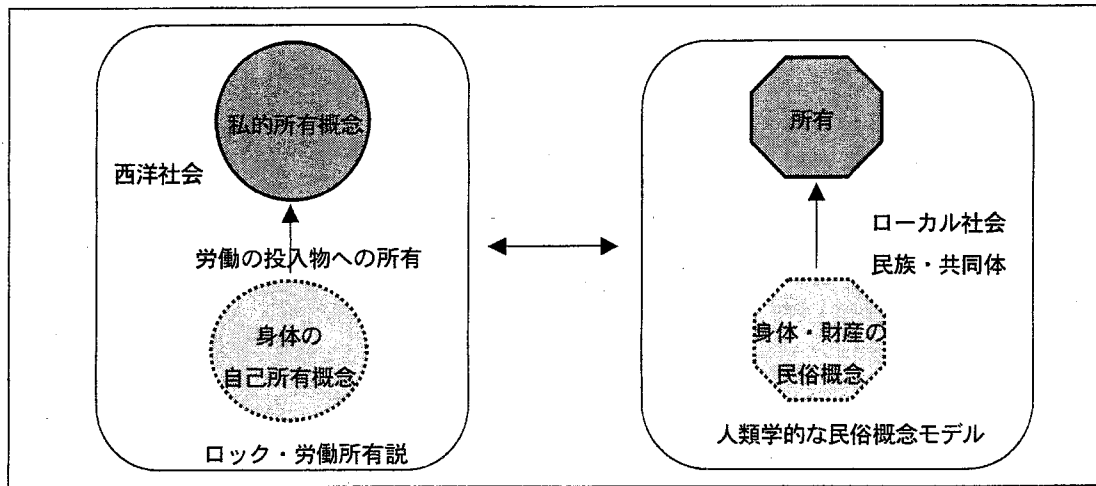 私的所有概念
西洋社会
労働の投入物への所有
身体の
自己所有概念
ロック・労働所有説
所有
ローカル社会
民族・共同体
身体・財産の
民俗概念
人類学的な民俗概念モデル